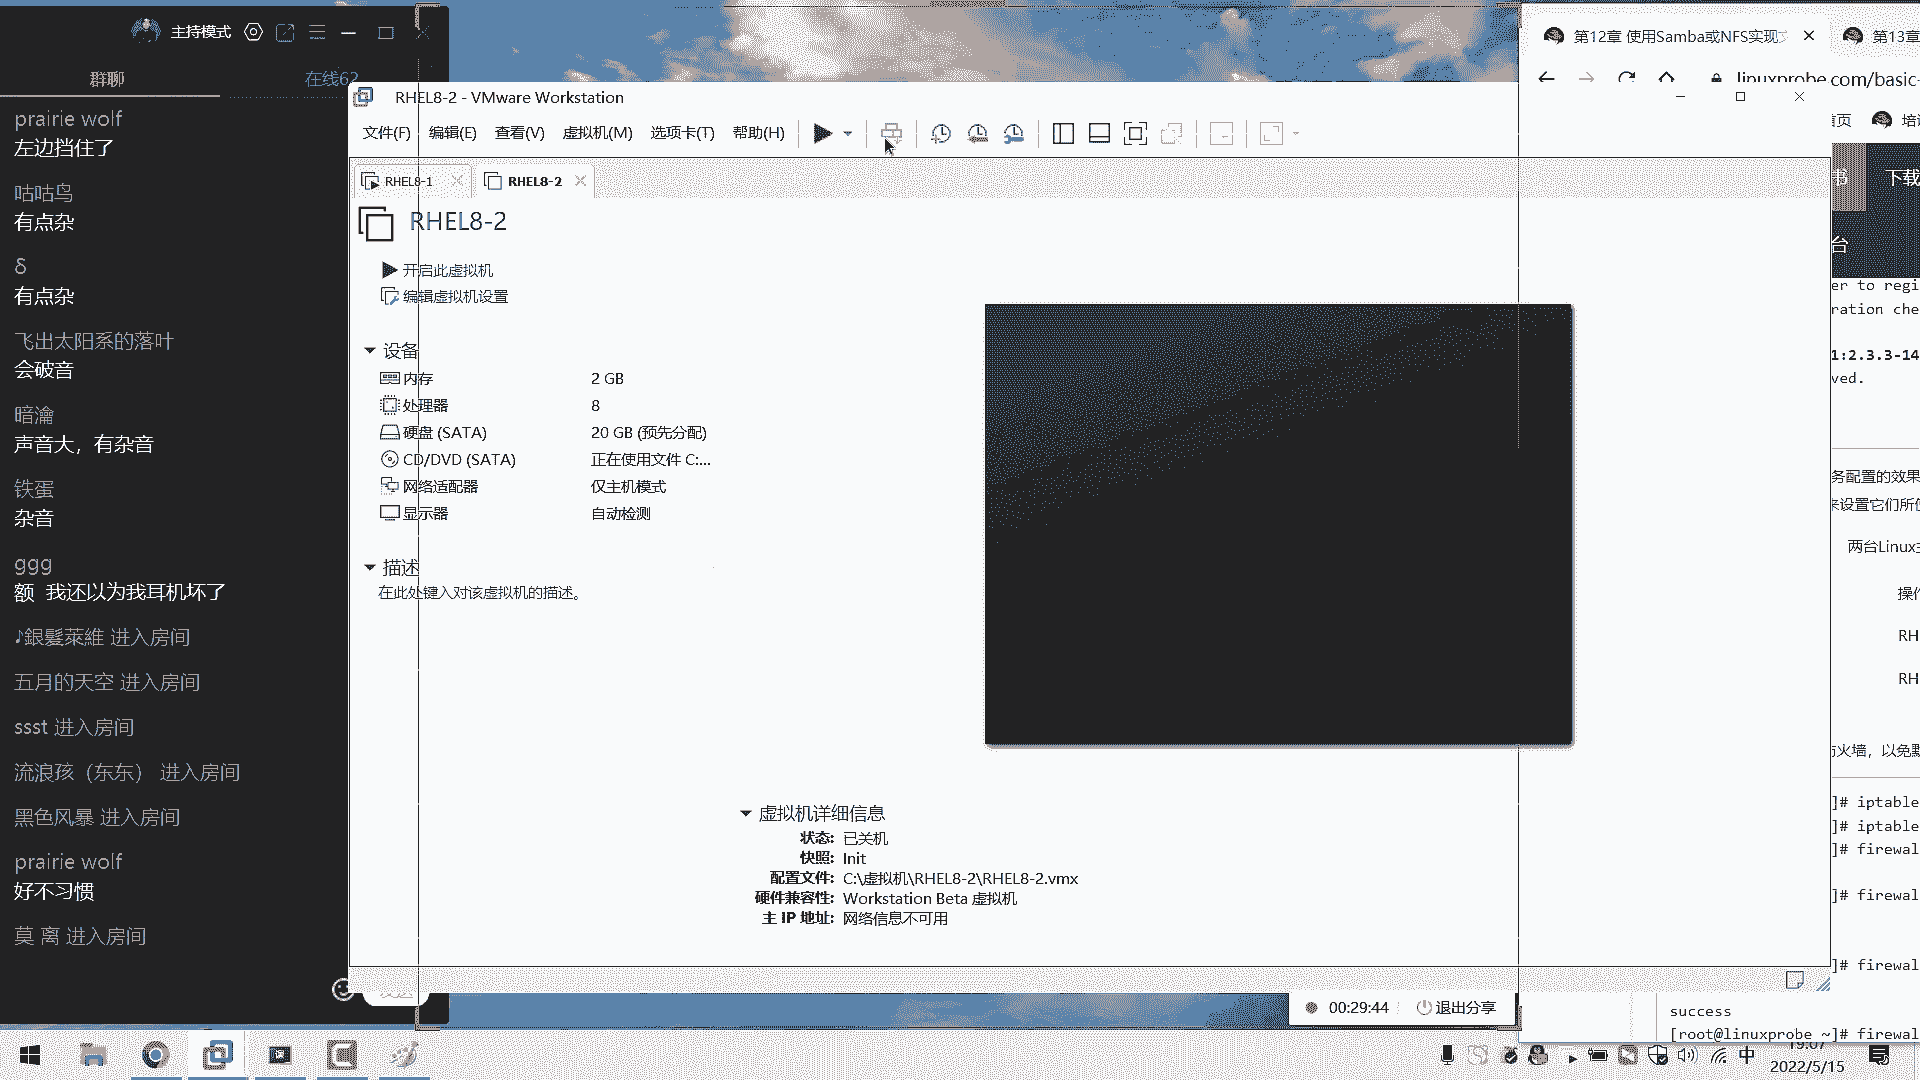 主持模式
群聊
在线62
prairie wolf
左边挡住了
咕咕鸟
有点杂
δ
有点杂
飞出太阳系的落叶
会破音
暗瀹
声音大，有杂音
铁蛋
杂音
ggg
额 我还以为我耳机坏了
♪銀髮萊維 进入房间
五月的天空 进入房间
ssst 进入房间
流浪孩（东东） 进入房间
黑色风暴 进入房间
prairie wolf
好不习惯
莫 离 进入房间
RHEL8-2 - VMware Workstation
文件(F) 编辑(E) 查看(V) 虚拟机(M) 选项卡(T) 帮助(H)
RHEL8-1
RHEL8-2
RHEL8-2
开启此虚拟机
编辑虚拟机设置
设备
内存 2 GB
处理器 8
硬盘 (SATA) 20 GB (预先分配)
CD/DVD (SATA) 正在使用文件 C:...
网络适配器 仅主机模式
显示器 自动检测
描述
在此处键入对该虚拟机的描述。
虚拟机详细信息
状态: 已关机
快照: Init
配置文件: C:\虚拟机\RHEL8-2\RHEL8-2.vmx
硬件兼容性: Workstation Beta 虚拟机
主 IP 地址: 网络信息不可用
00:29:44 退出分享
第12章 使用Samba或NFS实现
第13章
linuxprobe.com/basic-
首页
培
书
下载
台
er to regi
ration che
1:2.3.3-14
ved.
务配置的效果
来设置它们所使
两台Linux主
操作
RH
RH
防火墙，以免默
]# iptable
]# iptable
]# firewal
]# firewal
]# firewal
success
[root@linuxprobe ~]# firewal
中
19:07
2022/5/15